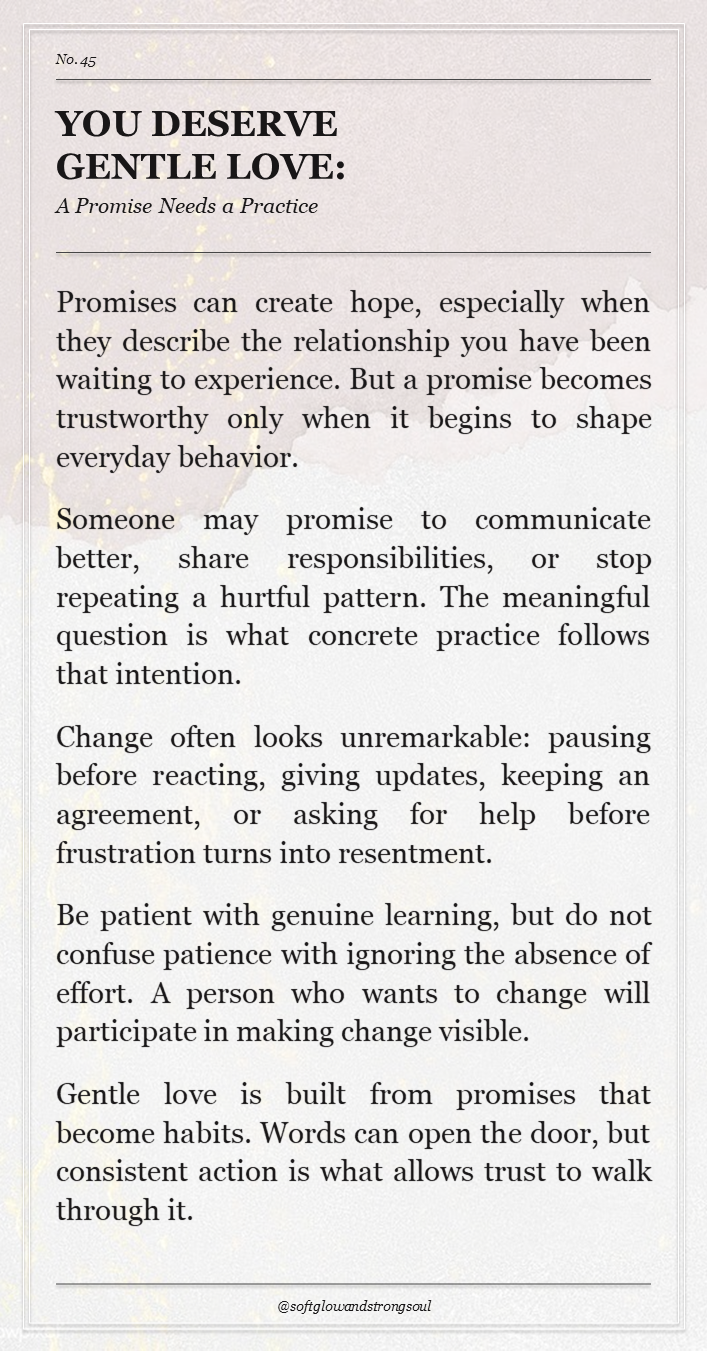 No.45
YOU DESERVE
GENTLE LOVE:
A Promise Needs a Practice
Promises can create hope, especially when
they describe the relationship you have been
waiting to experience. But a promise becomes
trustworthy only when it begins to shape
everyday behavior.
Someone may promise to communicate
better, share responsibilities, or stop
repeating a hurtful pattern. The meaningful
question is what concrete practice follows
that intention.
Change often looks unremarkable: pausing
before reacting, giving updates, keeping an
agreement, or asking for help before
frustration turns into resentment.
Be patient with genuine learning, but do not
confuse patience with ignoring the absence of
effort. A person who wants to change will
participate in making change visible.
Gentle love is built from promises that
become habits. Words can open the door, but
consistent action is what allows trust to walk
through it.
@softglowandstrongsoul